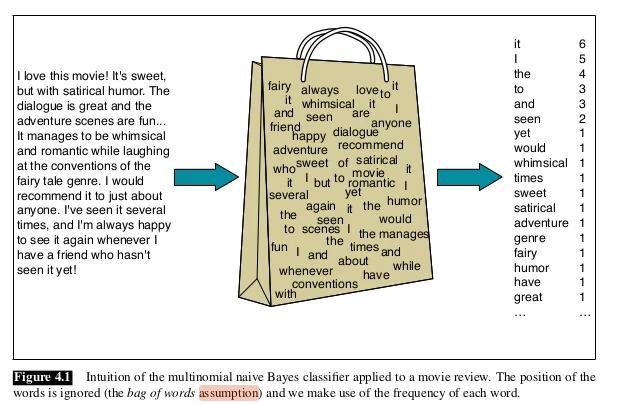 I love this movie! It's sweet,
but with satirical humor. The
dialogue is great and the
adventure scenes are fun...
It manages to be whimsical
and romantic while laughing
at the conventions of the
fairy tale genre. I would
recommend it to just about
anyone. I've seen it several
times, and I'm always happy
to see it again whenever I
have a friend who hasn't
seen it yet!
fairy always love to it
it whimsical it I
and seen are anyone
friend happy dialogue
adventure recommend
who sweet of satirical
it I but to romantic movie it I
several yet
again it the humor
the seen would
to scenes I the manages
fun I and the times and
about while
whenever have
conventions
with
it 6
I 5
the 4
to 3
and 3
seen 2
yet 1
would 1
whimsical 1
times 1
sweet 1
satirical 1
adventure 1
genre 1
fairy 1
humor 1
have 1
great 1
... ...
Figure 4.1 Intuition of the multinomial naive Bayes classifier applied to a movie review. The position of the
words is ignored (the bag of words assumption) and we make use of the frequency of each word.